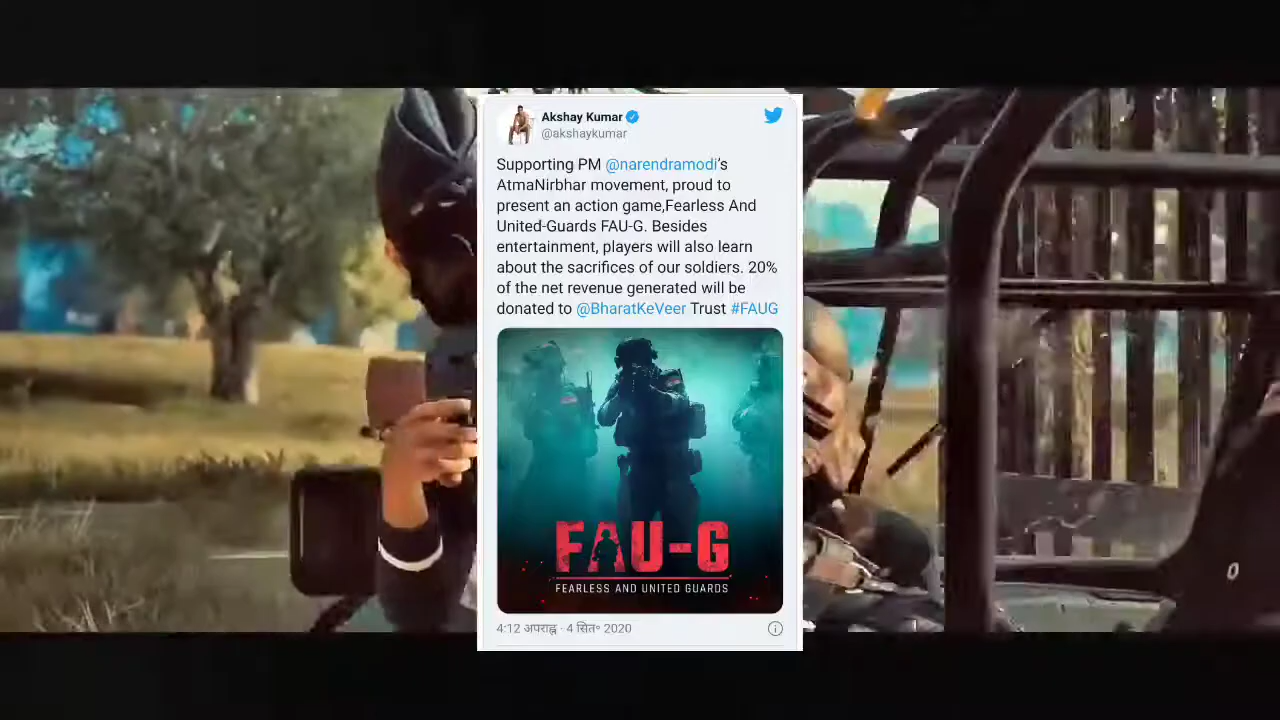 Akshay Kumar
@akshaykumar
Supporting PM @narendramodi's
AtmaNirbhar movement, proud to
present an action game,Fearless And
United-Guards FAU-G. Besides
entertainment, players will also learn
about the sacrifices of our soldiers. 20%
of the net revenue generated will be
donated to @BharatKeVeer Trust #FAUG
FAU-G
FEARLESS AND UNITED GUARDS
4:12 अपराह्न · 4 सित॰ 2020